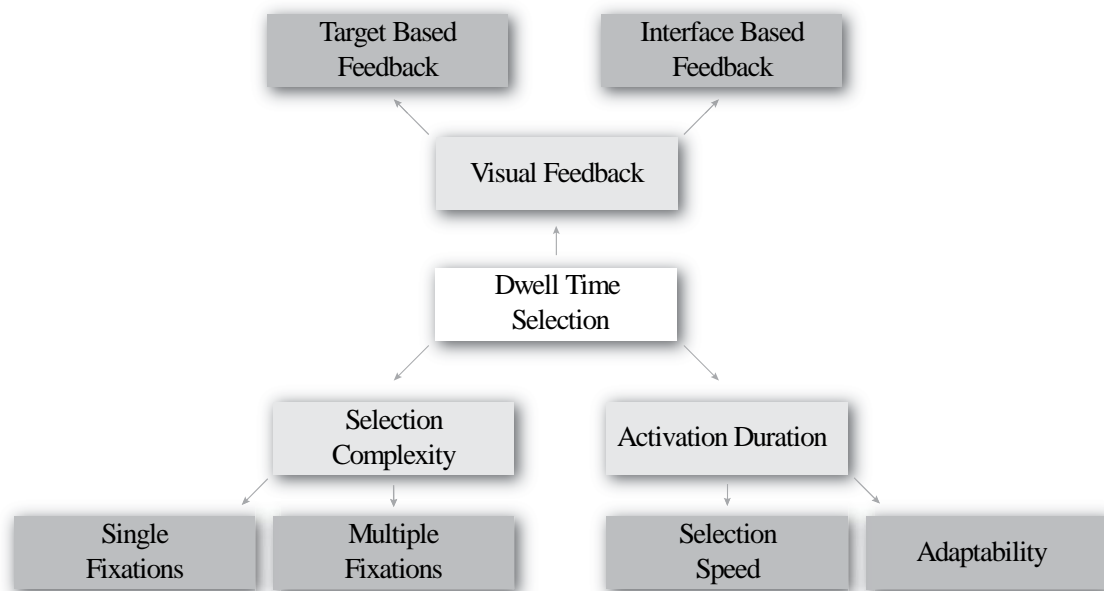 Target Based
Feedback
Interface Based
Feedback
Visual Feedback
Dwell Time
Selection
Selection
Complexity
Activation Duration
Single
Fixations
Multiple
Fixations
Selection
Speed
Adaptability